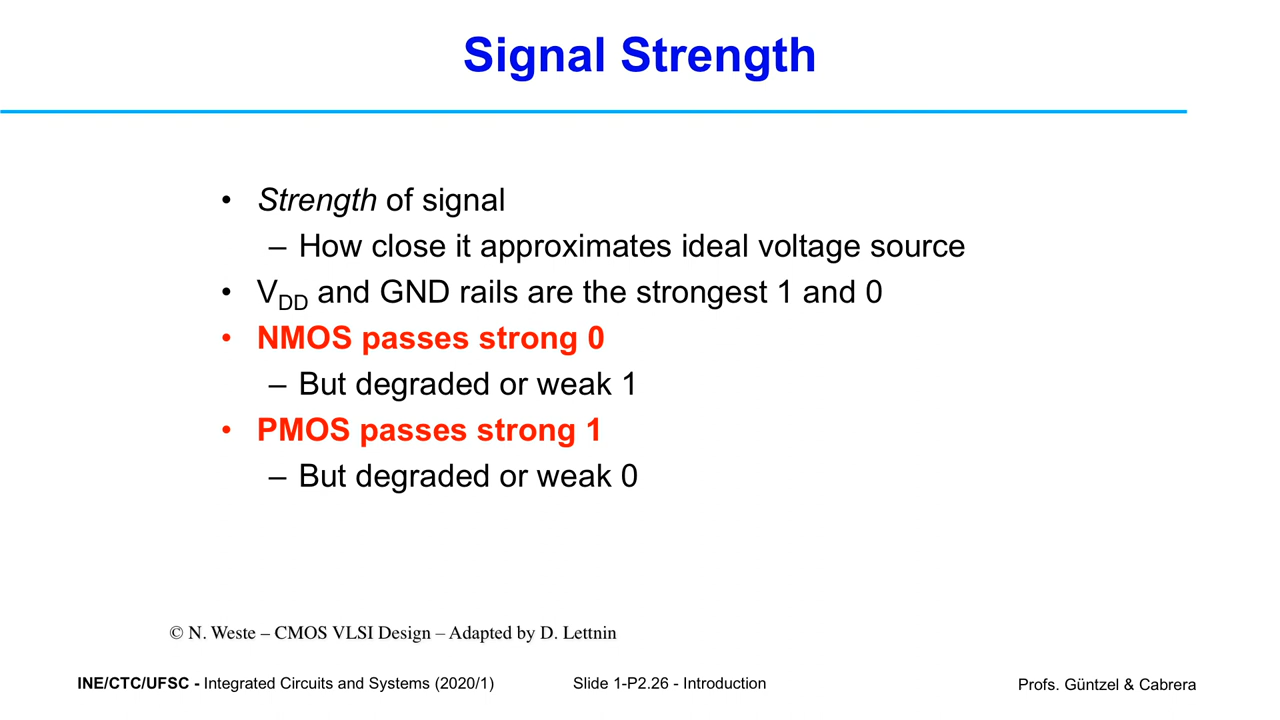 Signal Strength
• Strength of signal
– How close it approximates ideal voltage source
• VDD and GND rails are the strongest 1 and 0
• NMOS passes strong 0
– But degraded or weak 1
• PMOS passes strong 1
– But degraded or weak 0
© N. Weste – CMOS VLSI Design – Adapted by D. Lettnin
INE/CTC/UFSC - Integrated Circuits and Systems (2020/1) Slide 1-P2.26 - Introduction Profs. Güntzel & Cabrera